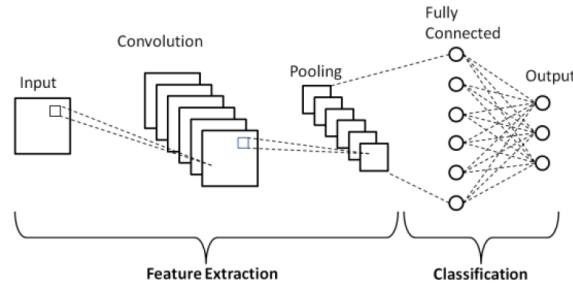 Input
Convolution
Pooling
Fully
Connected
Output
Feature Extraction
Classification